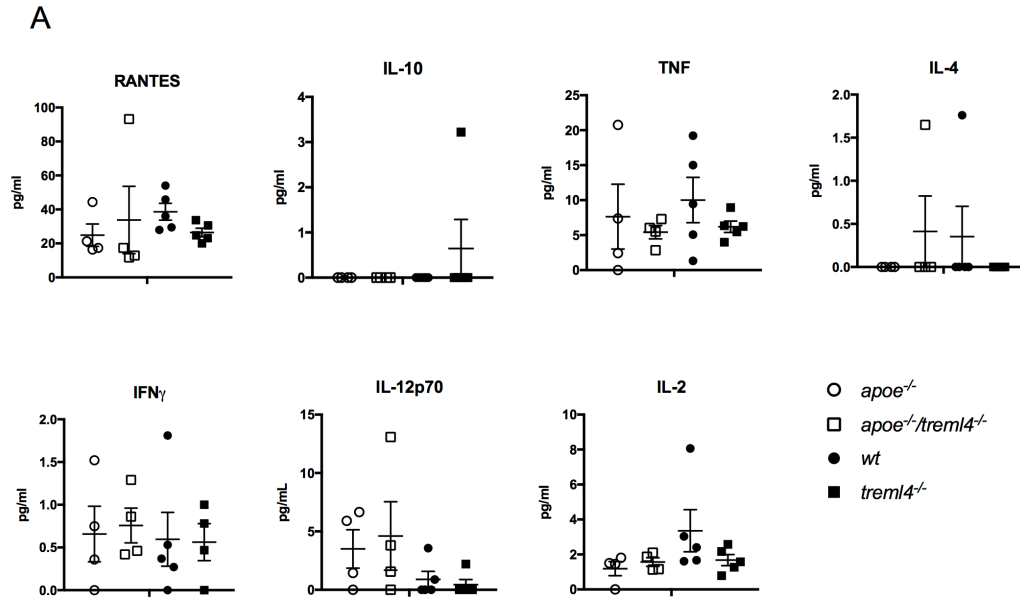 A
RANTES
pg/ml
100
80
60
40
20
0
IL-10
pg/ml
4
3
2
1
0
TNF
pg/ml
25
20
15
10
5
0
IL-4
pg/ml
2.0
1.5
1.0
0.5
0.0
IFNγ
pg/ml
2.0
1.5
1.0
0.5
0.0
IL-12p70
pg/mL
15
10
5
0
IL-2
pg/ml
10
8
6
4
2
0
apoe-/-
apoe-/-/treml4-/-
wt
treml4-/-